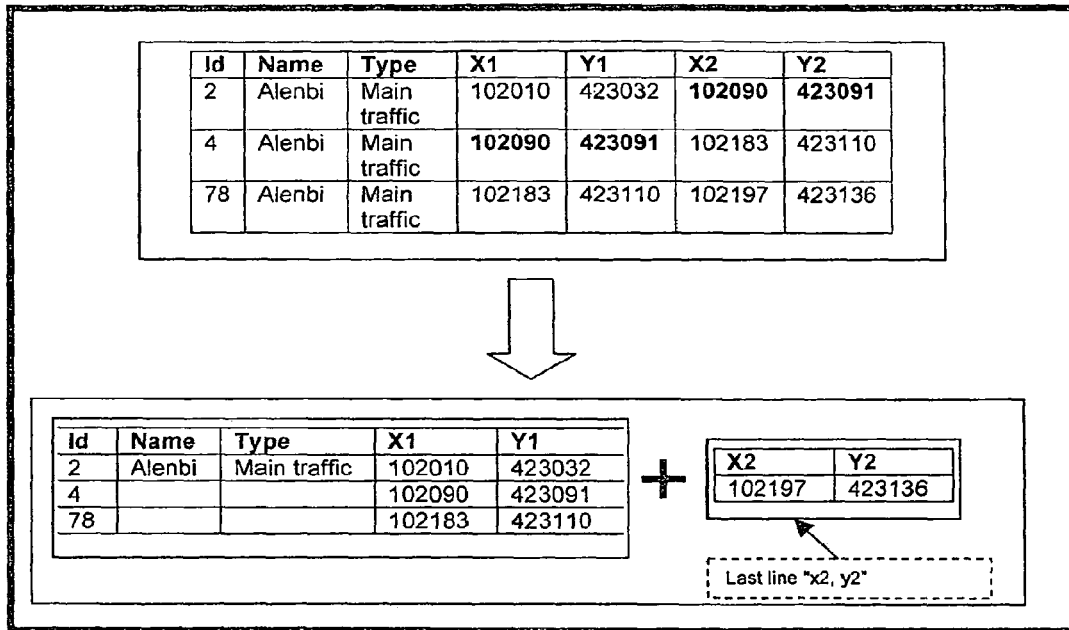 Id Name Type X1 Y1 X2 Y2
2 Alenbi Main traffic 102010 423032 102090 423091
4 Alenbi Main traffic 102090 423091 102183 423110
78 Alenbi Main traffic 102183 423110 102197 423136
Id Name Type X1 Y1
2 Alenbi Main traffic 102010 423032
4 102090 423091
78 102183 423110
+
X2 Y2
102197 423136
Last line "x2, y2"